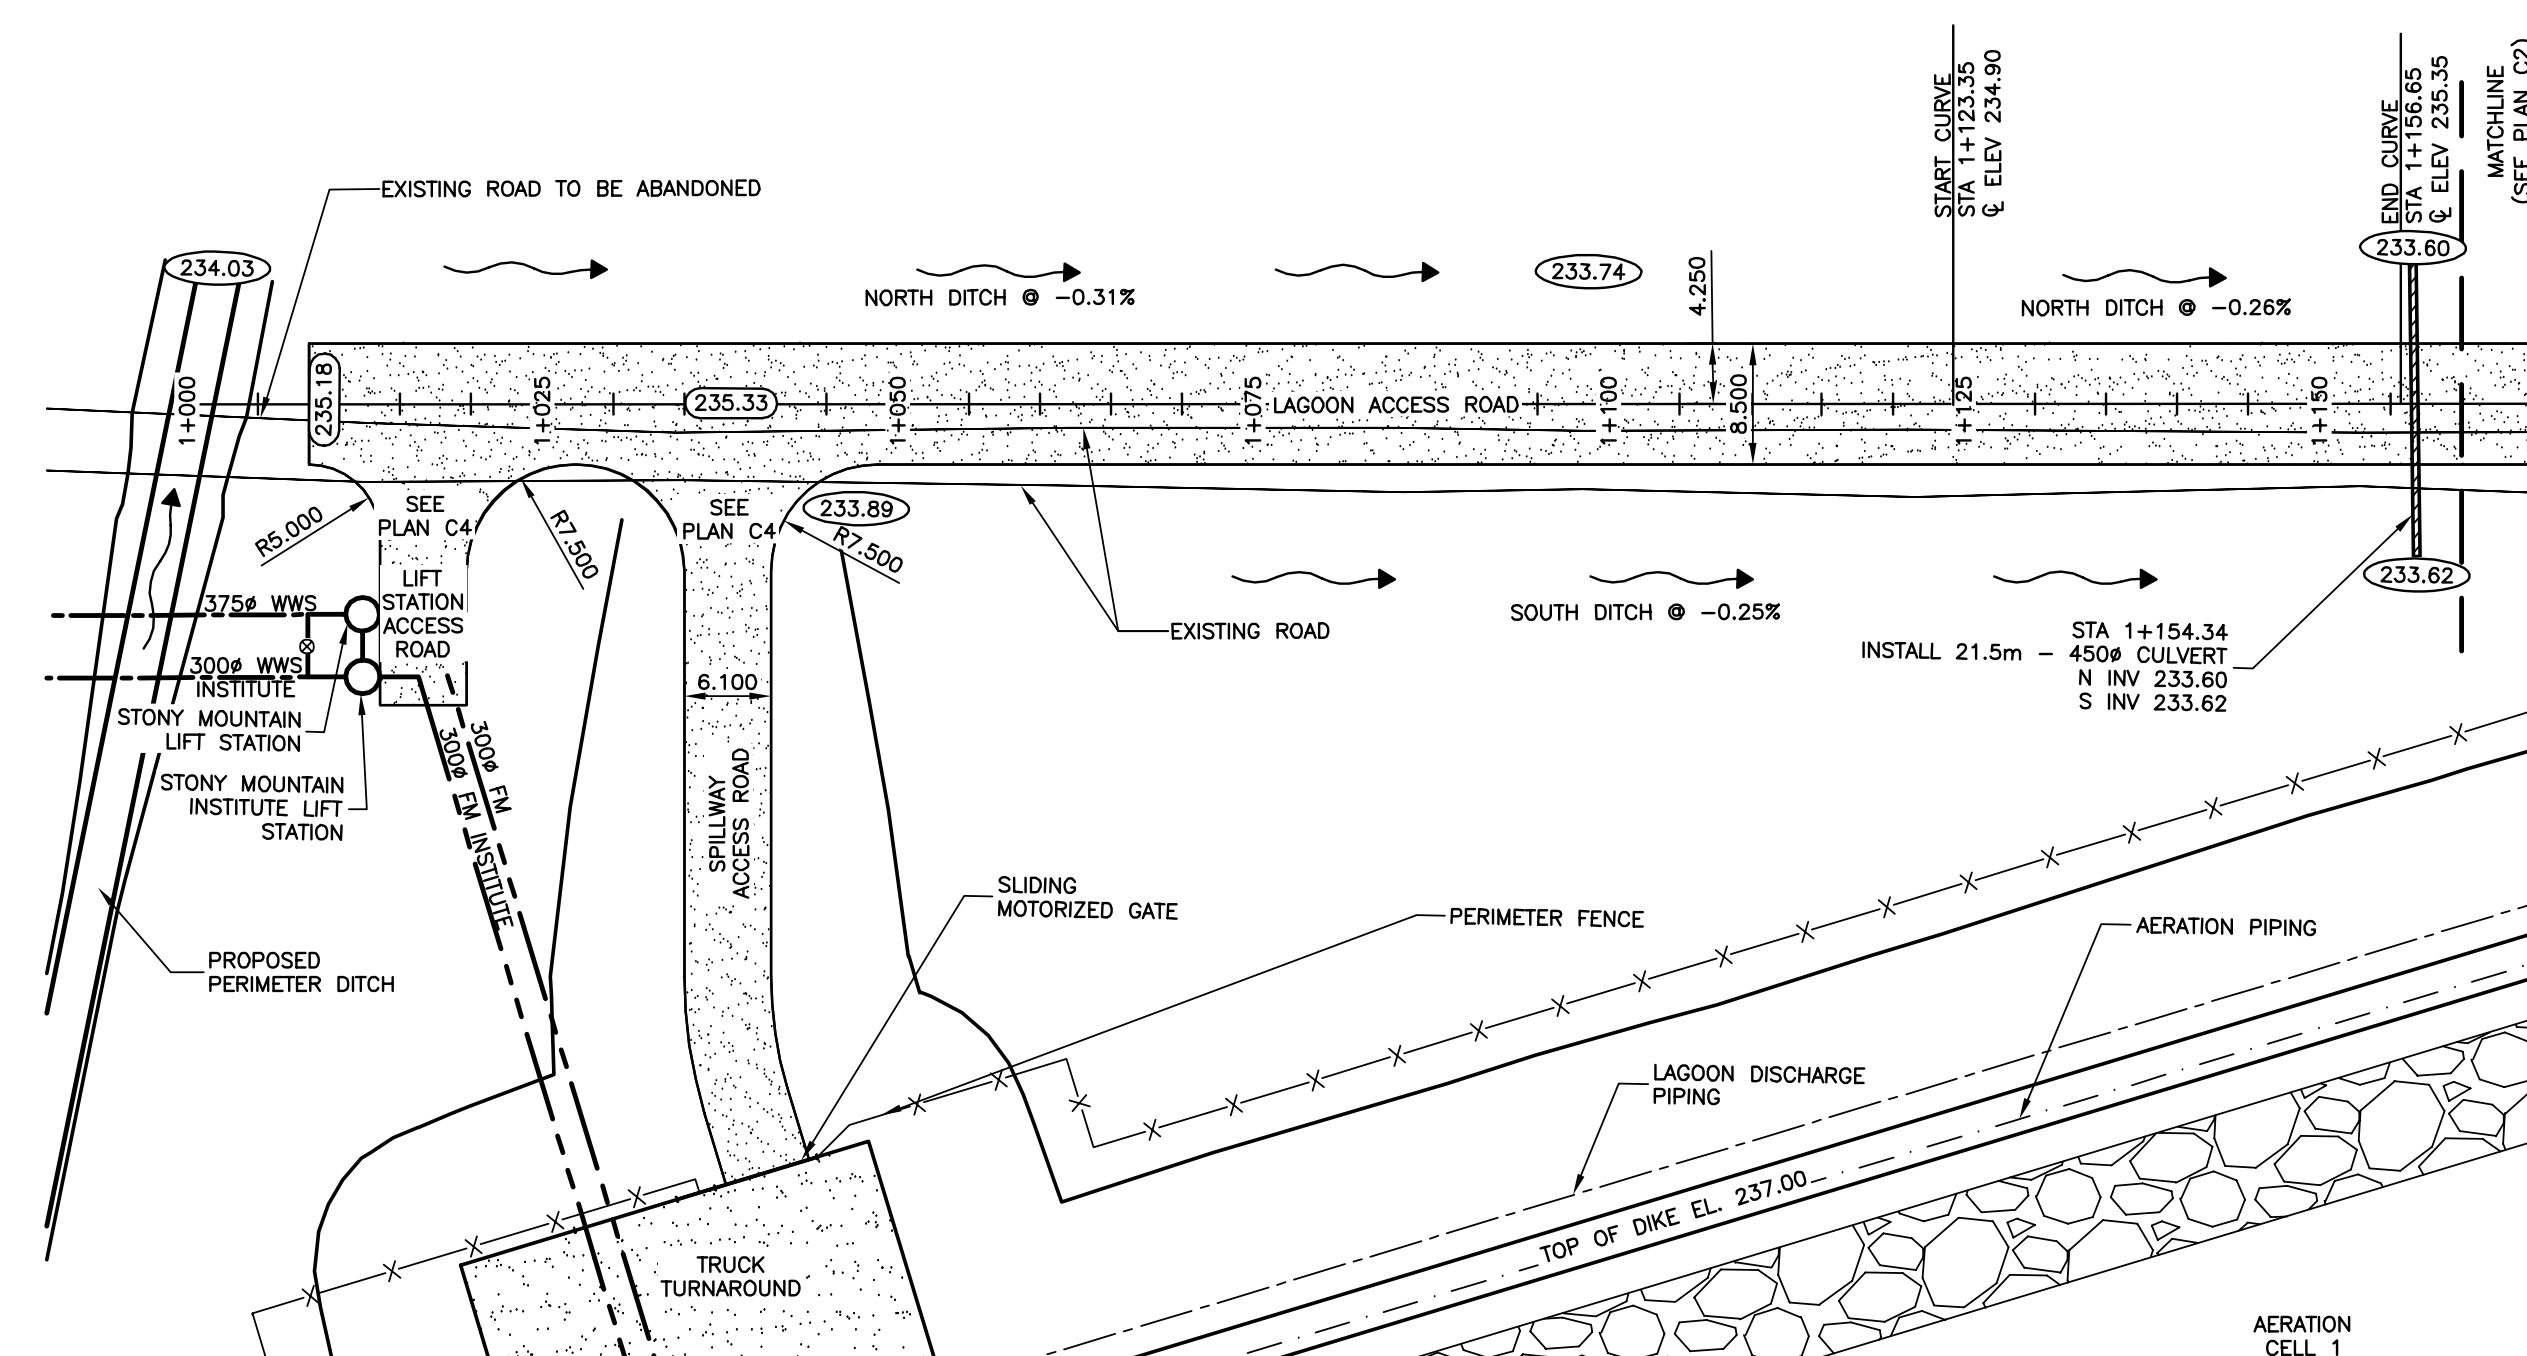 START CURVE
STA 1+123.35
℄ ELEV 234.90
END CURVE
STA 1+156.65
℄ ELEV 235.35
MATCHLINE
(SEE PLAN C2)
EXISTING ROAD TO BE ABANDONED
234.03
NORTH DITCH @ -0.31%
233.74
4.250
NORTH DITCH @ -0.26%
233.60
1+000
235.18
1+025
235.33
1+050
1+075
LAGOON ACCESS ROAD
1+100
8.500
1+125
1+150
R5.000
SEE
PLAN C4
R7.500
SEE
PLAN C4
233.89
R7.500
LIFT
STATION
ACCESS
ROAD
375ø WWS
300ø WWS
INSTITUTE
STONY MOUNTAIN
LIFT STATION
STONY MOUNTAIN
INSTITUTE LIFT
STATION
300ø FM
300ø FM INSTITUTE
EXISTING ROAD
SOUTH DITCH @ -0.25%
233.62
STA 1+154.34
INSTALL 21.5m - 450ø CULVERT
N INV 233.60
S INV 233.62
6.100
SPILLWAY
ACCESS ROAD
SLIDING
MOTORIZED GATE
PERIMETER FENCE
AERATION PIPING
PROPOSED
PERIMETER DITCH
LAGOON DISCHARGE
PIPING
TOP OF DIKE EL. 237.00
TRUCK
TURNAROUND
AERATION
CELL 1